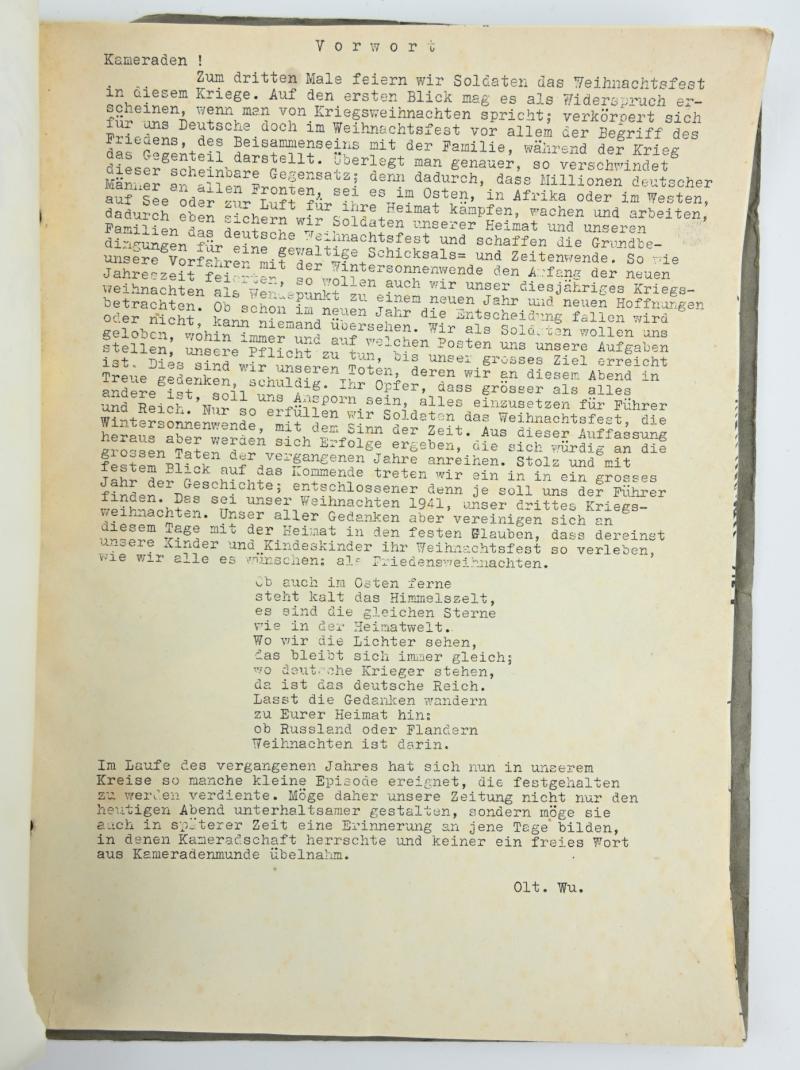 V o r w o r t
Kameraden !
Zum dritten Male feiern wir Soldaten das Weihnachtsfest
in diesem Kriege. Auf den ersten Blick mag es als Widerspruch er-
scheinen, wenn man von Kriegsweihnachten spricht; verkörpert sich
für uns Deutsche doch im Weihnachtsfest vor allem der Begriff des
Friedens, des Beisammenseins mit der Familie, während der Krieg
das Gegenteil darstellt. Überlegt man genauer, so verschwindet
dieser scheinbare Gegensatz; denn dadurch, dass Millionen deutscher
Männer an allen Fronten, sei es im Osten, in Afrika oder im Westen,
auf See oder zur Luft für ihre Heimat kämpfen, wachen und arbeiten,
dadurch eben sichern wir Soldaten unserer Heimat und unseren
Familien das deutsche Weihnachtsfest und schaffen die Grundbe-
dingungen für eine gewaltige Schicksals= und Zeitenwende. So wie
unsere Vorfahren mit der Wintersonnenwende den Anfang der neuen
Jahreszeit feierten, so wollen auch wir unser diesjähriges Kriegs-
weihnachten als Wendepunkt zu einem neuen Jahr und neuen Hoffnungen
betrachten. Ob schon im neuen Jahr die Entscheidung fallen wird
oder nicht, kann niemand übersehen. Wir als Soldaten wollen uns
geloben, wohin immer und auf welchen Posten uns unsere Aufgaben
stellen, unsere Pflicht zu tun, bis unser grosses Ziel erreicht
ist. Dies sind wir unseren Toten, deren wir an diesem Abend in
Treue gedenken, schuldig. Ihr Opfer, dass grösser als alles
andere ist, soll uns Ansporn sein, alles einzusetzen für Führer
und Reich. Nur so erfüllen wir Soldaten das Weihnachtsfest, die
Wintersonnenwende, mit dem Sinn der Zeit. Aus dieser Auffassung
heraus aber werden sich Erfolge ergeben, die sich würdig an die
grossen Taten der vergangenen Jahre anreihen. Stolz und mit
festem Blick auf das Kommende treten wir ein in in ein grosses
Jahr der Geschichte; entschlossener denn je soll uns der Führer
finden. Das sei unser Weihnachten 1941, unser drittes Kriegs-
weihnachten. Unser aller Gedanken aber vereinigen sich an
diesem Tage mit der Heimat in den festen Glauben, dass dereinst
unsere Kinder und Kindeskinder ihr Weihnachtsfest so verleben,
wie wir alle es wünschen: als Friedensweihnachten.
Ob auch im Osten ferne
steht kalt das Himmelszelt,
es sind die gleichen Sterne
wie in der Heimatwelt.
Wo wir die Lichter sehen,
das bleibt sich immer gleich;
wo deutsche Krieger stehen,
da ist das deutsche Reich.
Lasst die Gedanken wandern
zu Eurer Heimat hin:
ob Russland oder Flandern
Weihnachten ist darin.
Im Laufe des vergangenen Jahres hat sich nun in unserem
Kreise so manche kleine Episode ereignet, die festgehalten
zu werden verdiente. Möge daher unsere Zeitung nicht nur den
heutigen Abend unterhaltsamer gestalten, sondern möge sie
auch in späterer Zeit eine Erinnerung an jene Tage bilden,
in denen Kameradschaft herrschte und keiner ein freies Wort
aus Kameradenmunde übelnahm.
Olt. Wu.